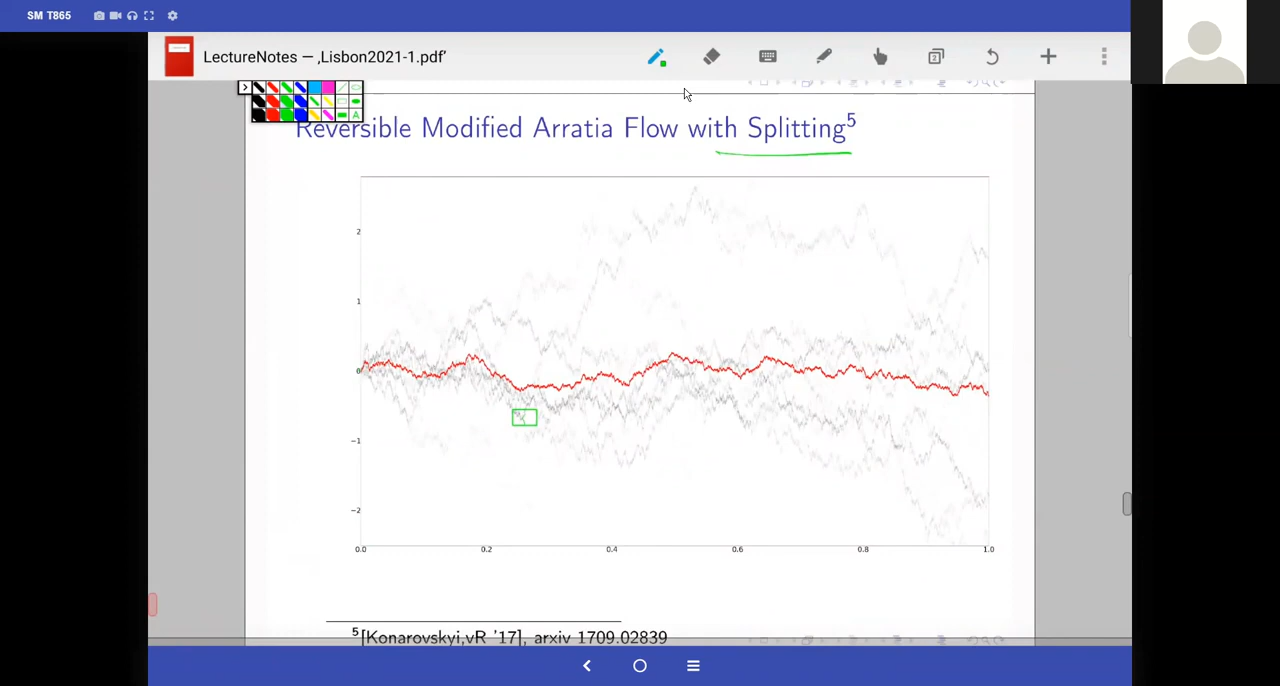 SM T865
LectureNotes — ‚Lisbon2021-1.pdf‘
2
A
Reversible Modified Arratia Flow with Splitting⁵
2
1
0
−1
−2
0.0 0.2 0.4 0.6 0.8 1.0
⁵[Konarovskyi,vR '17], arxiv 1709.02839